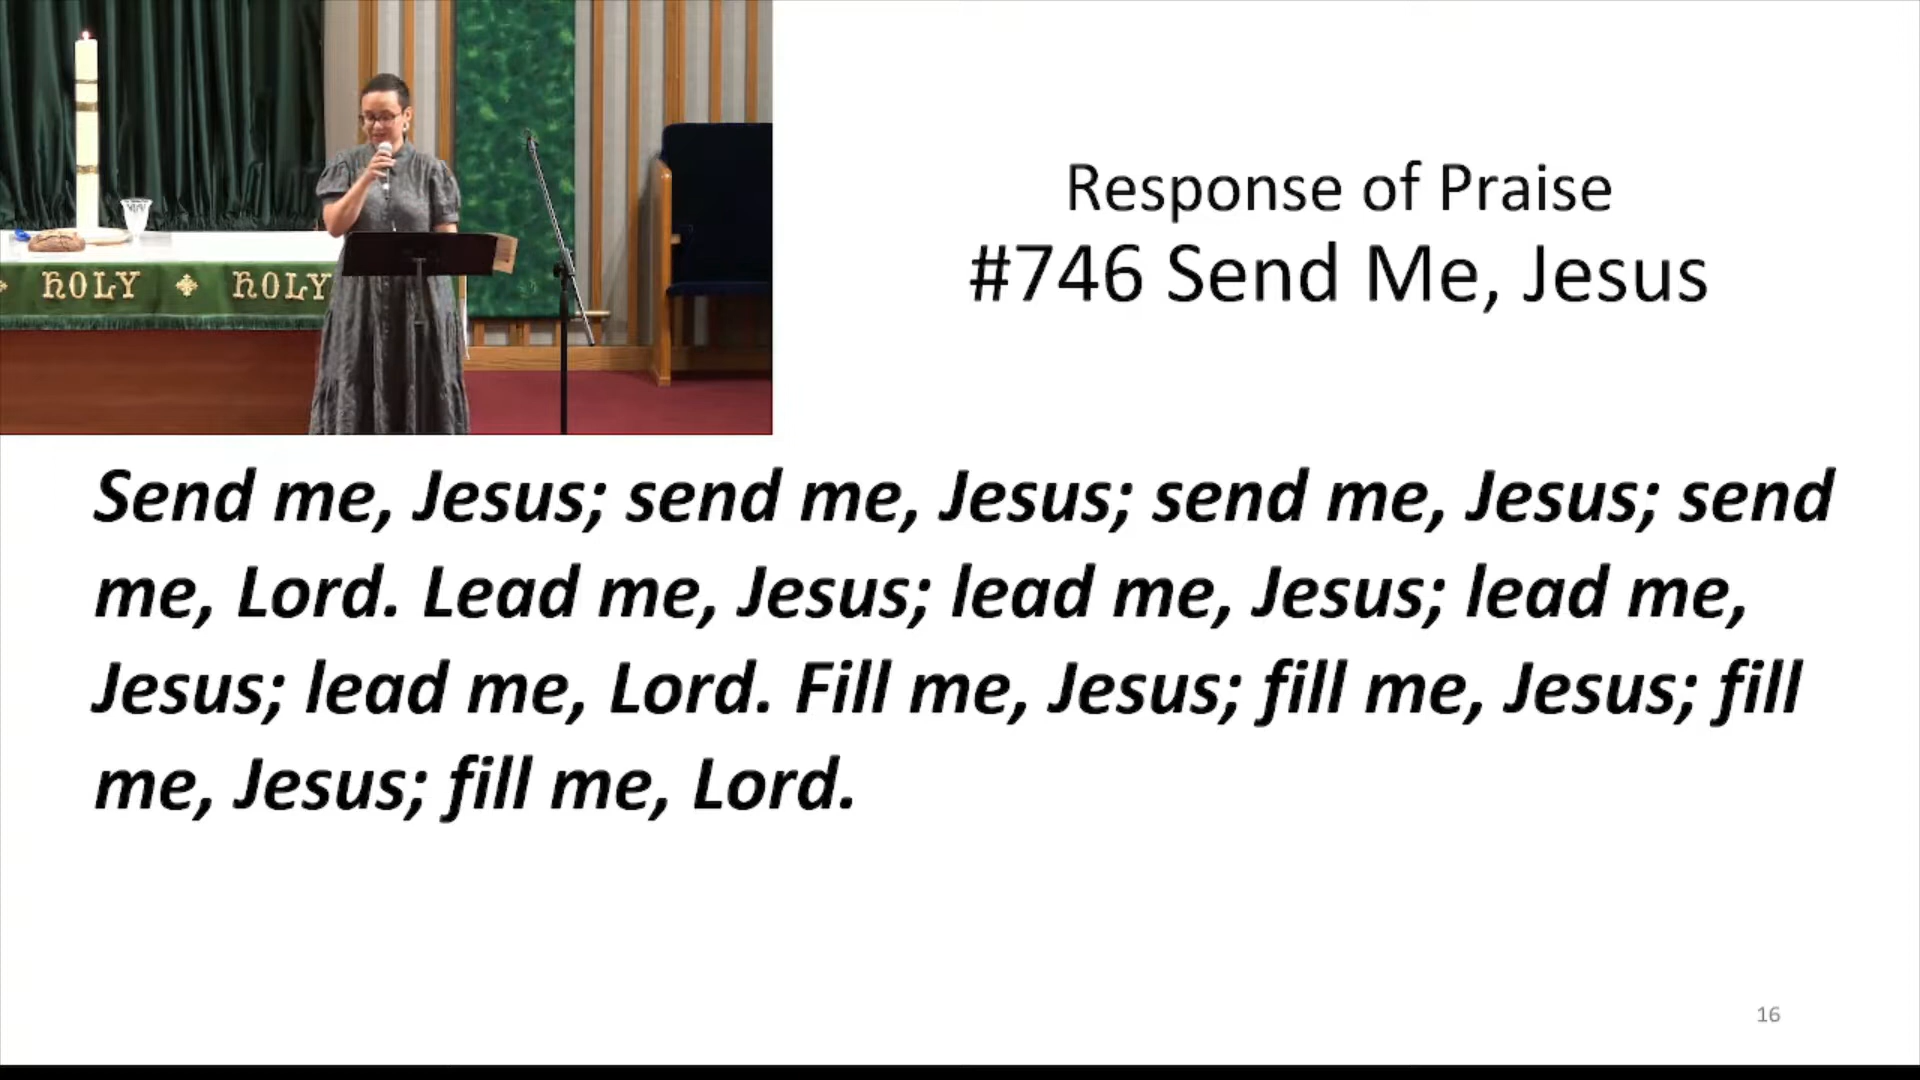 HOLY HOLY
Response of Praise
#746 Send Me, Jesus
Send me, Jesus; send me, Jesus; send me, Jesus; send
me, Lord. Lead me, Jesus; lead me, Jesus; lead me,
Jesus; lead me, Lord. Fill me, Jesus; fill me, Jesus; fill
me, Jesus; fill me, Lord.
16